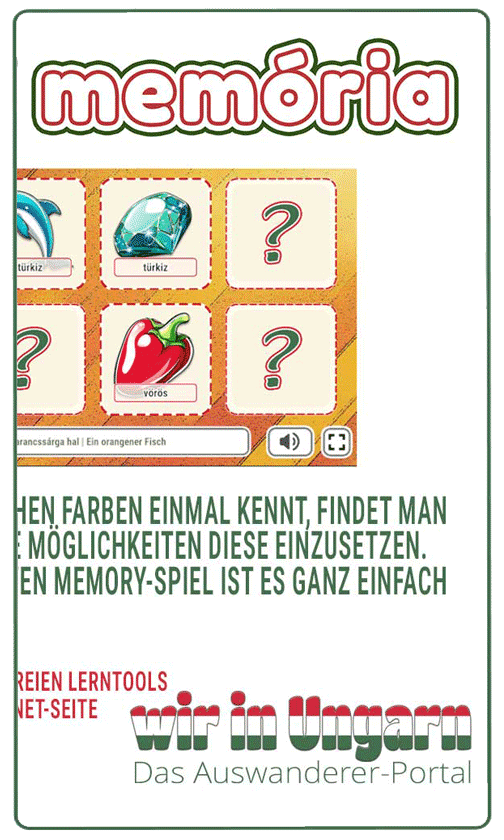 memória
türkiz
türkiz
?
?
?
vörös
arancssárga hal | Ein orangener Fisch
HEN FARBEN EINMAL KENNT, FINDET MAN
E MÖGLICHKEITEN DIESE EINZUSETZEN.
EN MEMORY-SPIEL IST ES GANZ EINFACH
REIEN LERNTOOLS
NET-SEITE
wir in Ungarn
Das Auswanderer-Portal